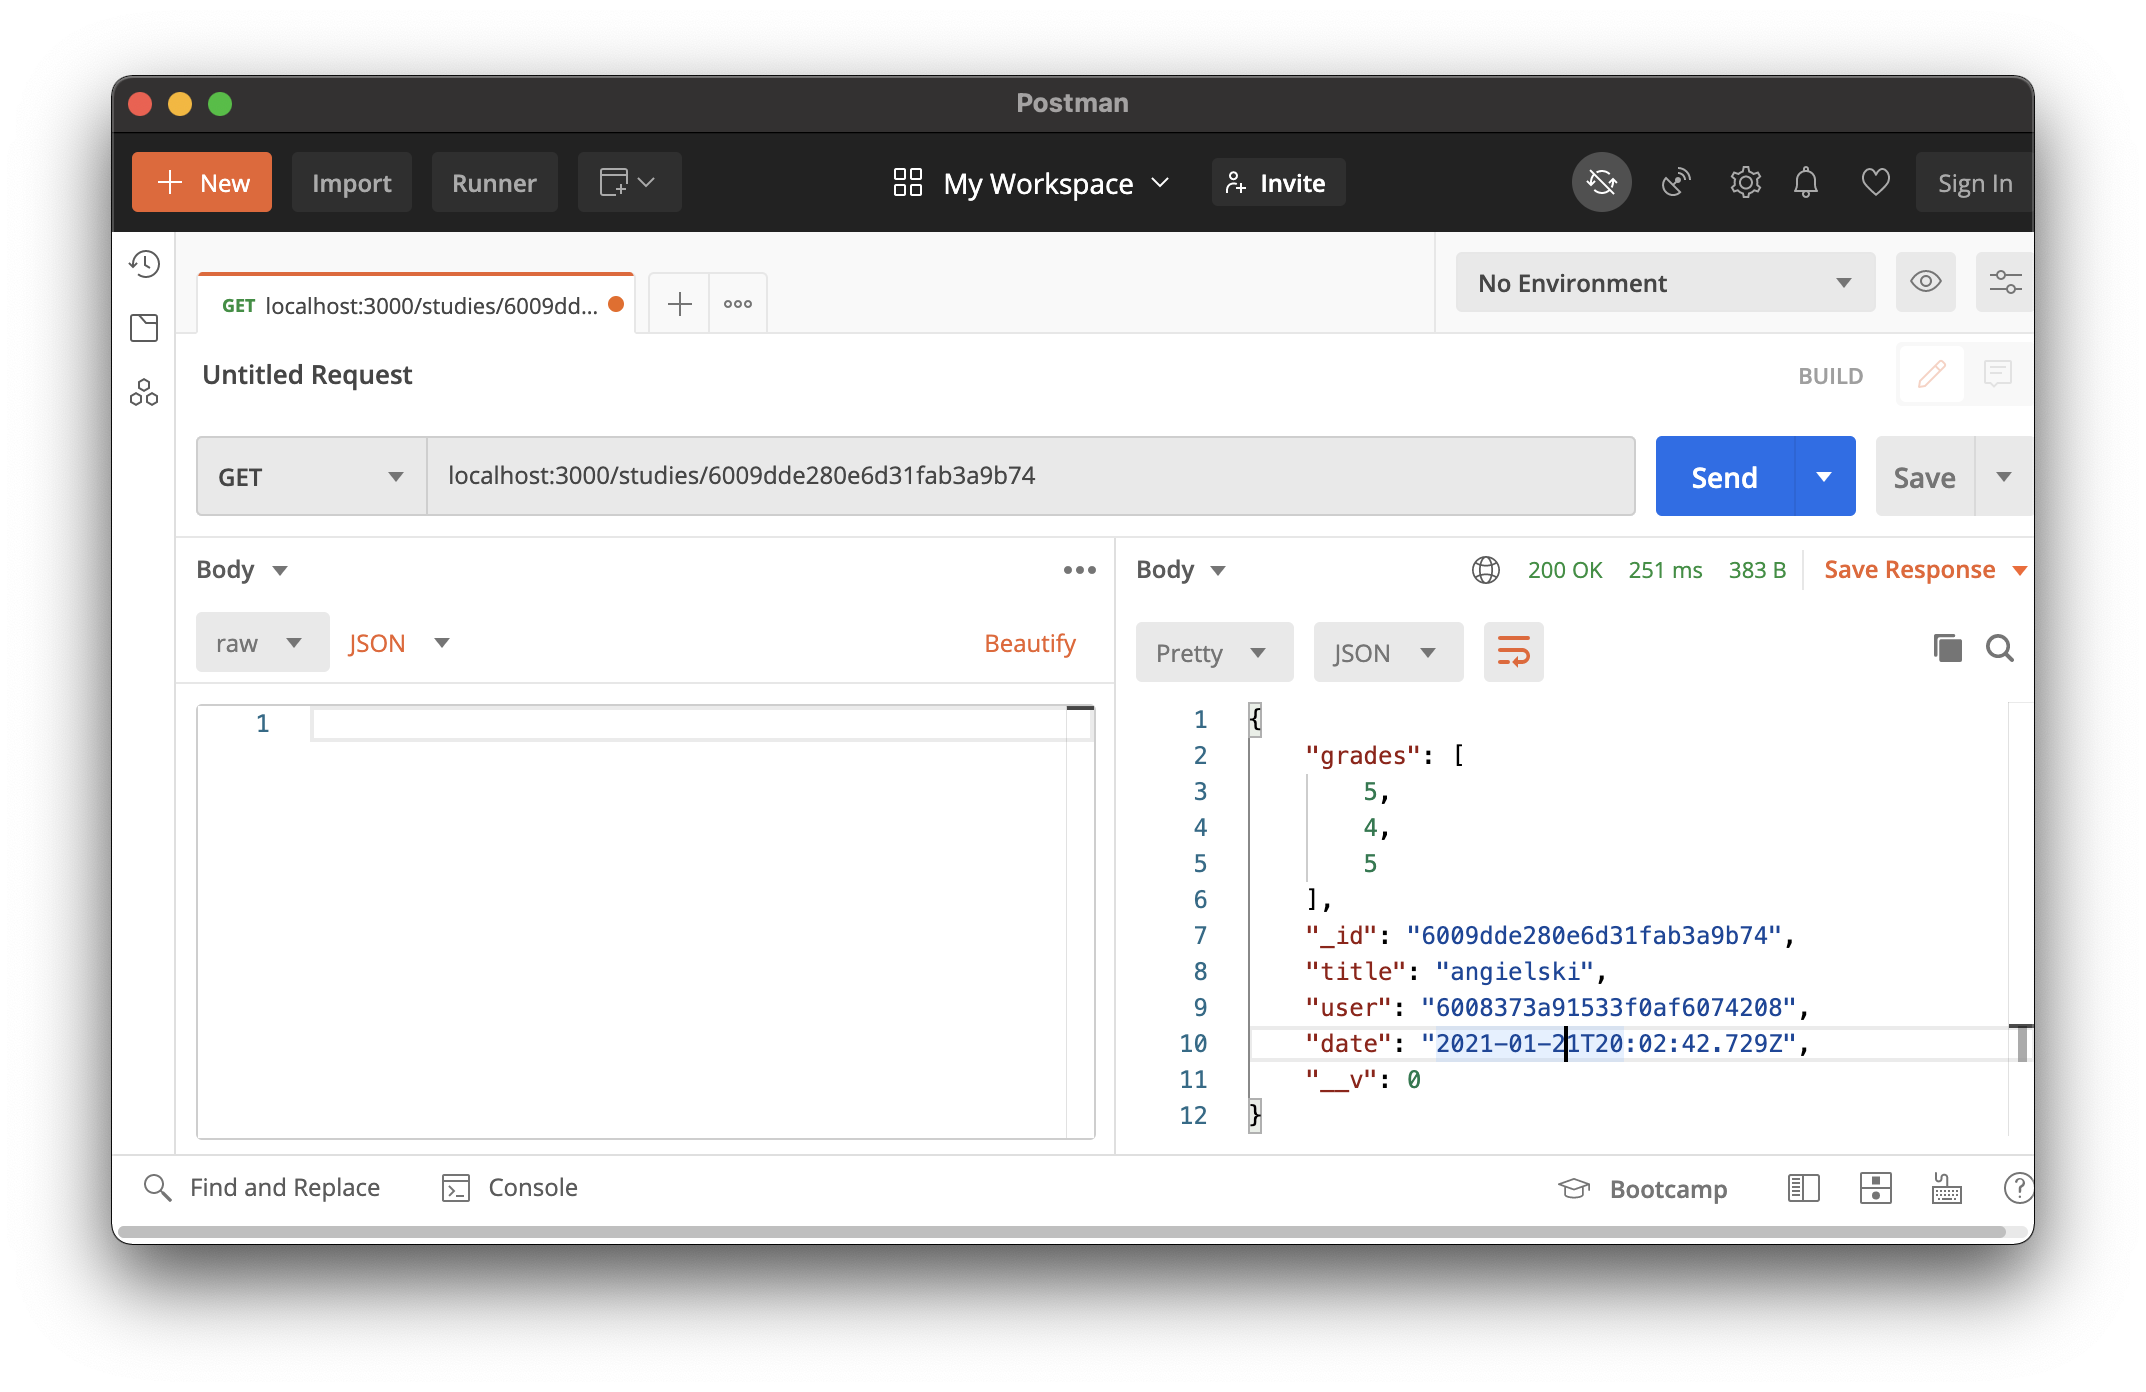 Postman
New Import Runner My Workspace Invite Sign In
GET localhost:3000/studies/6009dd... No Environment
Untitled Request BUILD
GET localhost:3000/studies/6009dde280e6d31fab3a9b74 Send Save
Body Body 200 OK 251 ms 383 B Save Response
raw JSON Beautify Pretty JSON
1
1 {
2 "grades": [
3 5,
4 4,
5 5
6 ],
7 "_id": "6009dde280e6d31fab3a9b74",
8 "title": "angielski",
9 "user": "6008373a91533f0af6074208",
10 "date": "2021-01-21T20:02:42.729Z",
11 "__v": 0
12 }
Find and Replace Console Bootcamp